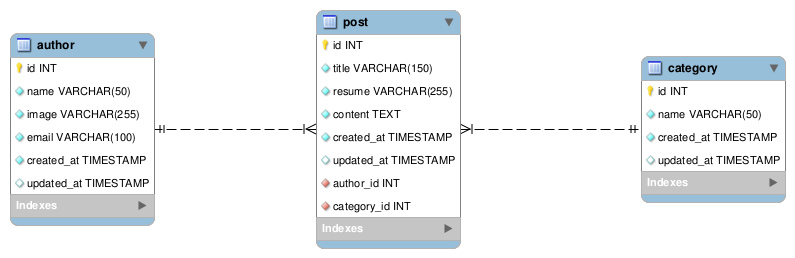 author
id INT
name VARCHAR(50)
image VARCHAR(255)
email VARCHAR(100)
created_at TIMESTAMP
updated_at TIMESTAMP
Indexes
post
id INT
title VARCHAR(150)
resume VARCHAR(255)
content TEXT
created_at TIMESTAMP
updated_at TIMESTAMP
author_id INT
category_id INT
Indexes
category
id INT
name VARCHAR(50)
created_at TIMESTAMP
updated_at TIMESTAMP
Indexes